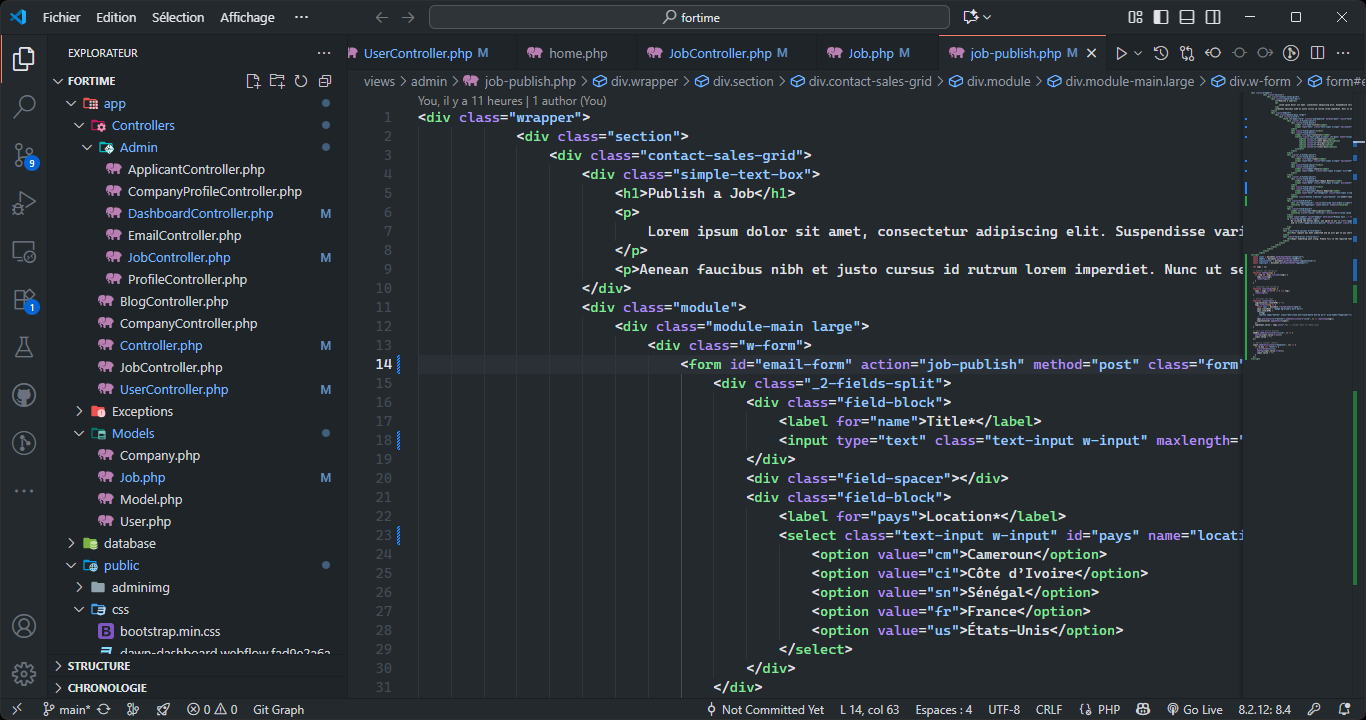 Fichier Edition Sélection Affichage ··· fortime
EXPLORATEUR ···
UserController.php M home.php JobController.php M Job.php M job-publish.php M
FORTIME
views > admin > job-publish.php > div.wrapper > div.section > div.contact-sales-grid > div.module > div.module-main.large > div.w-form > form#e
app
Controllers
Admin
ApplicantController.php
CompanyProfileController.php
DashboardController.php M
EmailController.php
JobController.php M
ProfileController.php
BlogController.php
CompanyController.php
Controller.php M
JobController.php
UserController.php M
Exceptions
Models
Company.php
Job.php M
Model.php
User.php
database
public
adminimg
css
bootstrap.min.css
dawn-dashboard.webflow.fad9e2a6a
STRUCTURE
CHRONOLOGIE
9
1
You, il y a 11 heures | 1 author (You)
1 <div class="wrapper">
2 <div class="section">
3 <div class="contact-sales-grid">
4 <div class="simple-text-box">
5 <h1>Publish a Job</h1>
6 <p>
7 Lorem ipsum dolor sit amet, consectetur adipiscing elit. Suspendisse vari
8 </p>
9 <p>Aenean faucibus nibh et justo cursus id rutrum lorem imperdiet. Nunc ut se
10 </div>
11 <div class="module">
12 <div class="module-main large">
13 <div class="w-form">
14 <form id="email-form" action="job-publish" method="post" class="form"
15 <div class="_2-fields-split">
16 <div class="field-block">
17 <label for="name">Title*</label>
18 <input type="text" class="text-input w-input" maxlength="
19 </div>
20 <div class="field-spacer"></div>
21 <div class="field-block">
22 <label for="pays">Location*</label>
23 <select class="text-input w-input" id="pays" name="locati
24 <option value="cm">Cameroun</option>
25 <option value="ci">Côte d’Ivoire</option>
26 <option value="sn">Sénégal</option>
27 <option value="fr">France</option>
28 <option value="us">États-Unis</option>
29 </select>
30 </div>
31 </div>
main* 0 0 Git Graph Not Committed Yet L 14, col 63 Espaces : 4 UTF-8 CRLF {} PHP Go Live 8.2.12: 8.4